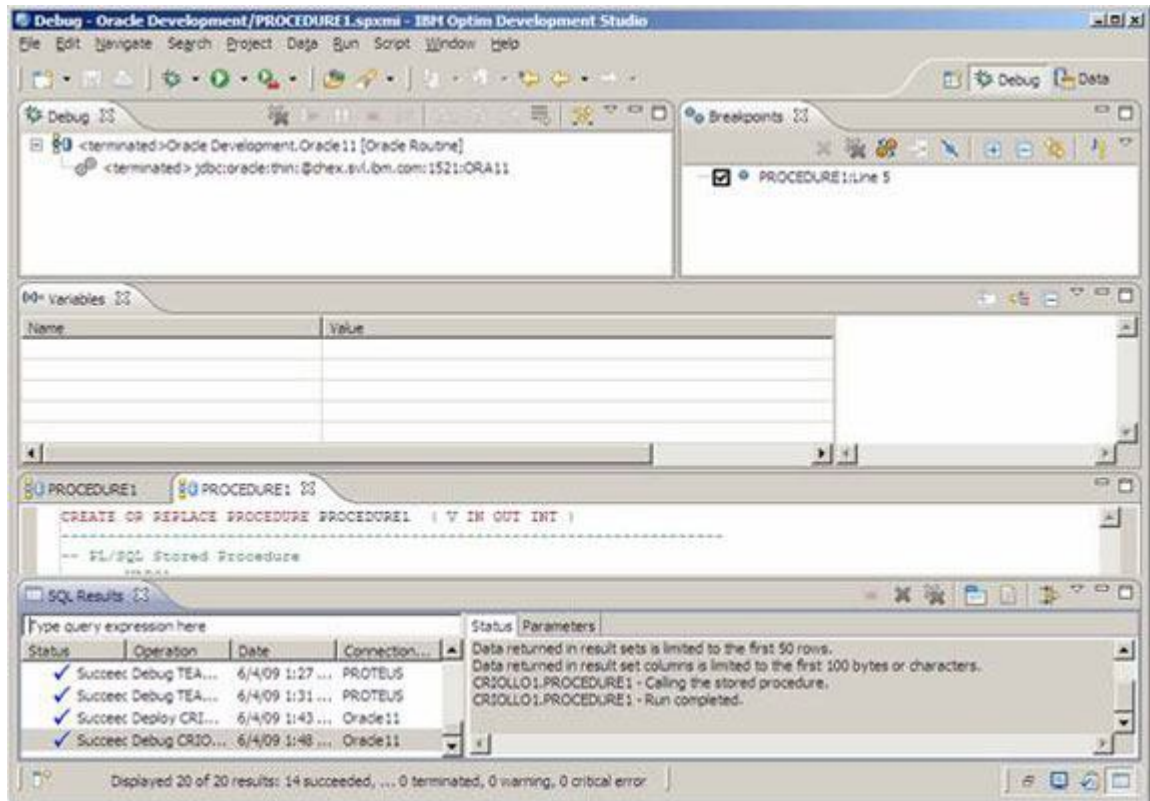 Debug - Oracle Development/PROCEDURE1.spxmi - IBM Optim Development Studio
File Edit Navigate Search Project Data Run Script Window Help
Debug Data
Debug
<terminated>Oracle Development.Oracle11 [Oracle Routine]
<terminated> jdbc:oracle:thin:@chex.svl.ibm.com:1521:ORA11
Breakpoints
PROCEDURE1:Line 5
Variables
Name Value
PROCEDURE1 PROCEDURE1
CREATE OR REPLACE PROCEDURE PROCEDURE1 ( V IN OUT INT )
-- PL/SQL Stored Procedure
SQL Results
Type query expression here
Status Operation Date Connection...
Succeec Debug TEA... 6/4/09 1:27 ... PROTEUS
Succeec Debug TEA... 6/4/09 1:31 ... PROTEUS
Succeec Deploy CRI... 6/4/09 1:43 ... Oracle11
Succeec Debug CRIO... 6/4/09 1:48 ... Oracle11
Status Parameters
Data returned in result sets is limited to the first 50 rows.
Data returned in result set columns is limited to the first 100 bytes or characters.
CRIOLLO1.PROCEDURE1 - Calling the stored procedure.
CRIOLLO1.PROCEDURE1 - Run completed.
Displayed 20 of 20 results: 14 succeeded, ... 0 terminated, 0 warning, 0 critical error